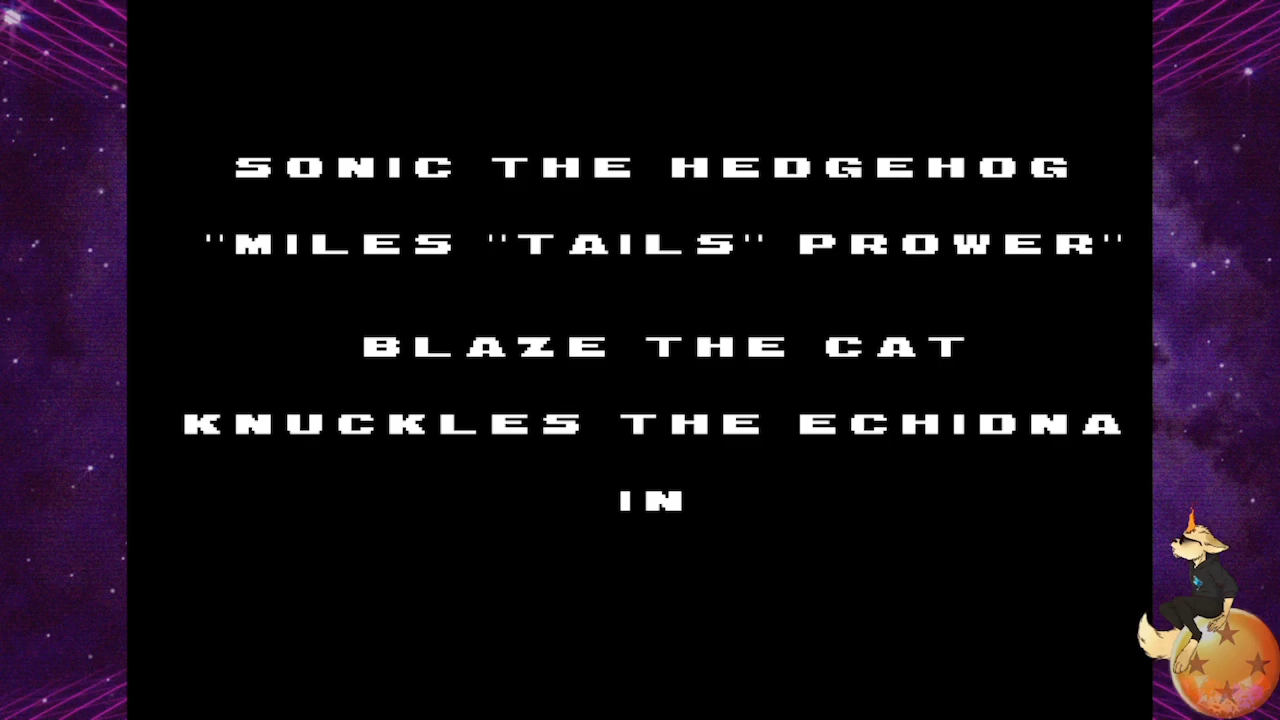 SONIC THE HEDGEHOG
"MILES "TAILS" PROWER"
BLAZE THE CAT
KNUCKLES THE ECHIDNA
IN